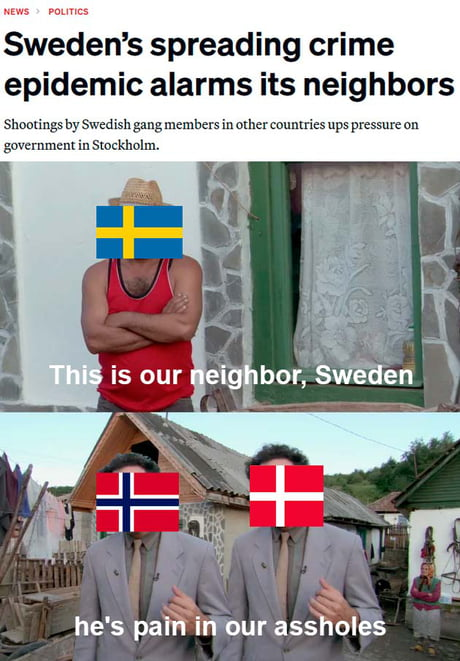 NEWS > POLITICS
Sweden's spreading crime
epidemic alarms its neighbors
Shootings by Swedish gang members in other countries ups pressure on
government in Stockholm.
This is our neighbor, Sweden
he's pain in our assholes